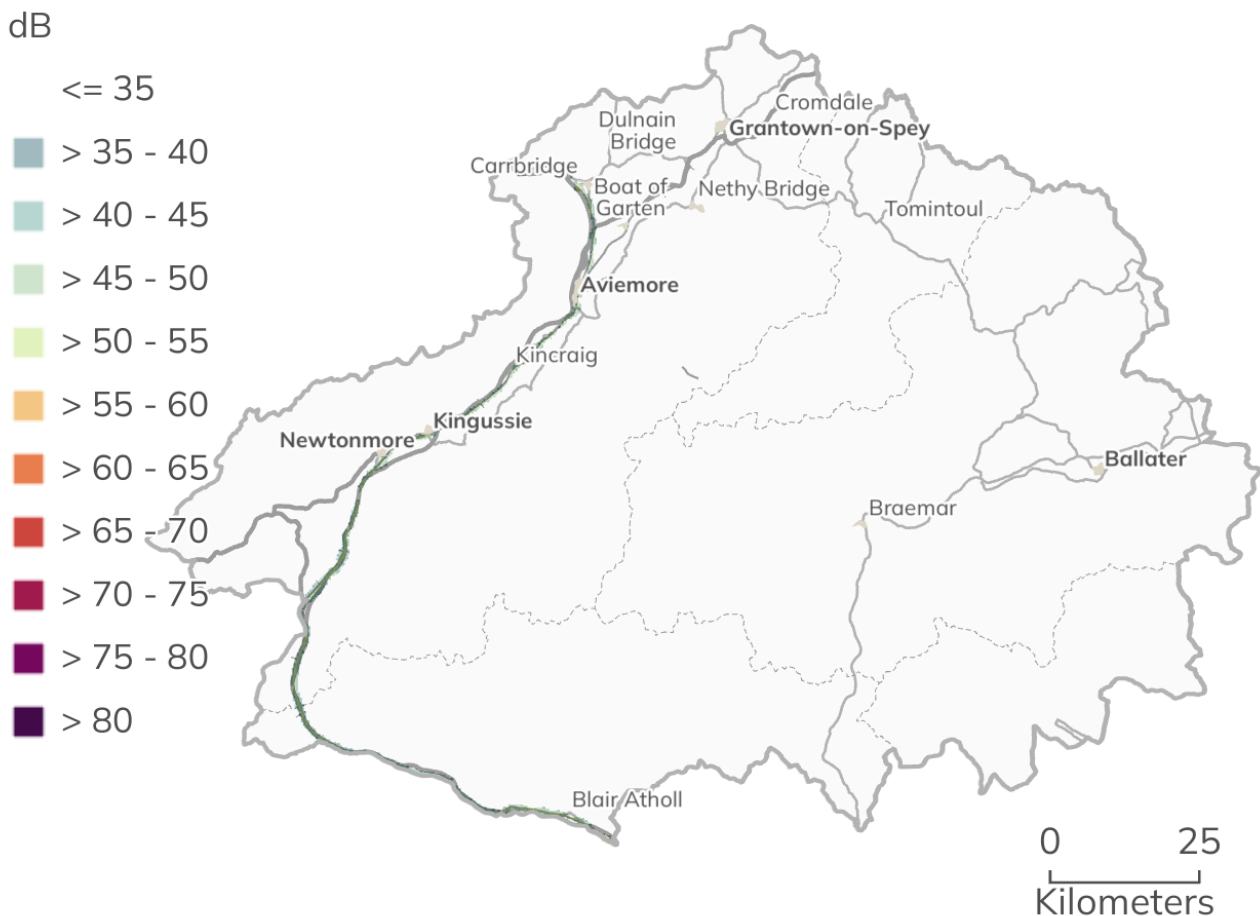 dB
<= 35
> 35 - 40
> 40 - 45
> 45 - 50
> 50 - 55
> 55 - 60
> 60 - 65
> 65 - 70
> 70 - 75
> 75 - 80
> 80
Cromdale
Dulnain
Bridge
Grantown-on-Spey
Carrbridge
Boat of
Garten
Nethy Bridge
Tomintoul
Aviemore
Kincraig
Kingussie
Newtonmore
Ballater
Braemar
Blair Atholl
0 25
Kilometers